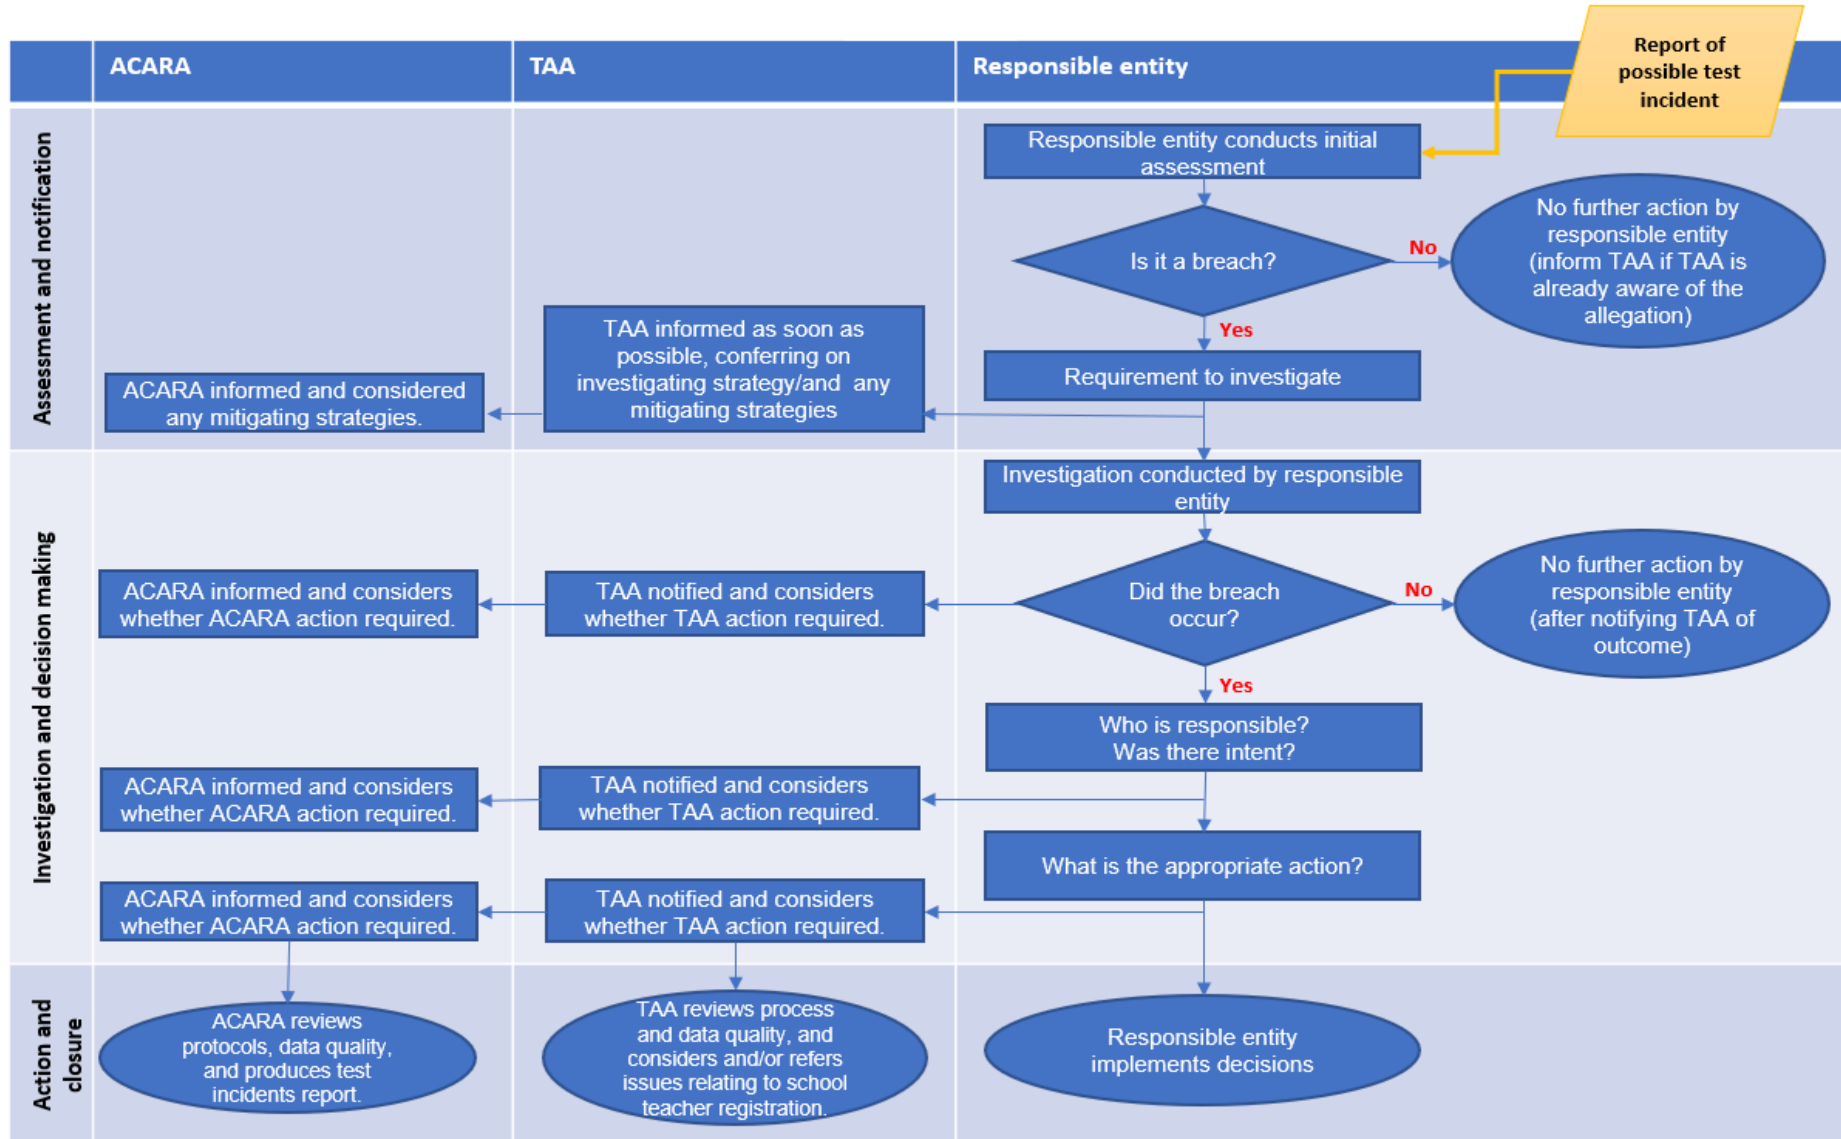 Report of
possible test
incident
ACARA
TAA
Responsible entity
Assessment and notification
Responsible entity conducts initial
assessment
Is it a breach?
No
No further action by
responsible entity
(inform TAA if TAA is
already aware of the
allegation)
Yes
Requirement to investigate
TAA informed as soon as
possible, conferring on
investigating strategy/and any
mitigating strategies
ACARA informed and considered
any mitigating strategies.
Investigation and decision making
Investigation conducted by responsible
entity
Did the breach
occur?
No
No further action by
responsible entity
(after notifying TAA of
outcome)
TAA notified and considers
whether TAA action required.
ACARA informed and considers
whether ACARA action required.
Yes
Who is responsible?
Was there intent?
TAA notified and considers
whether TAA action required.
ACARA informed and considers
whether ACARA action required.
What is the appropriate action?
TAA notified and considers
whether TAA action required.
ACARA informed and considers
whether ACARA action required.
Action and
closure
ACARA reviews
protocols, data quality,
and produces test
incidents report.
TAA reviews process
and data quality, and
considers and/or refers
issues relating to school
teacher registration.
Responsible entity
implements decisions